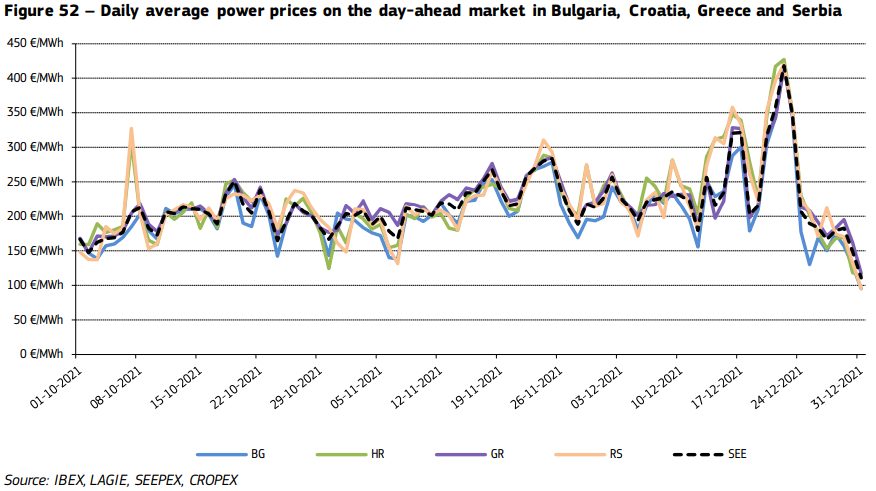 Figure 52 – Daily average power prices on the day-ahead market in Bulgaria, Croatia, Greece and Serbia
450 €/MWh
400 €/MWh
350 €/MWh
300 €/MWh
250 €/MWh
200 €/MWh
150 €/MWh
100 €/MWh
50 €/MWh
0 €/MWh
01-10-2021
08-10-2021
15-10-2021
22-10-2021
29-10-2021
05-11-2021
12-11-2021
19-11-2021
26-11-2021
03-12-2021
10-12-2021
17-12-2021
24-12-2021
31-12-2021
BG HR GR RS SEE
Source: IBEX, LAGIE, SEEPEX, CROPEX